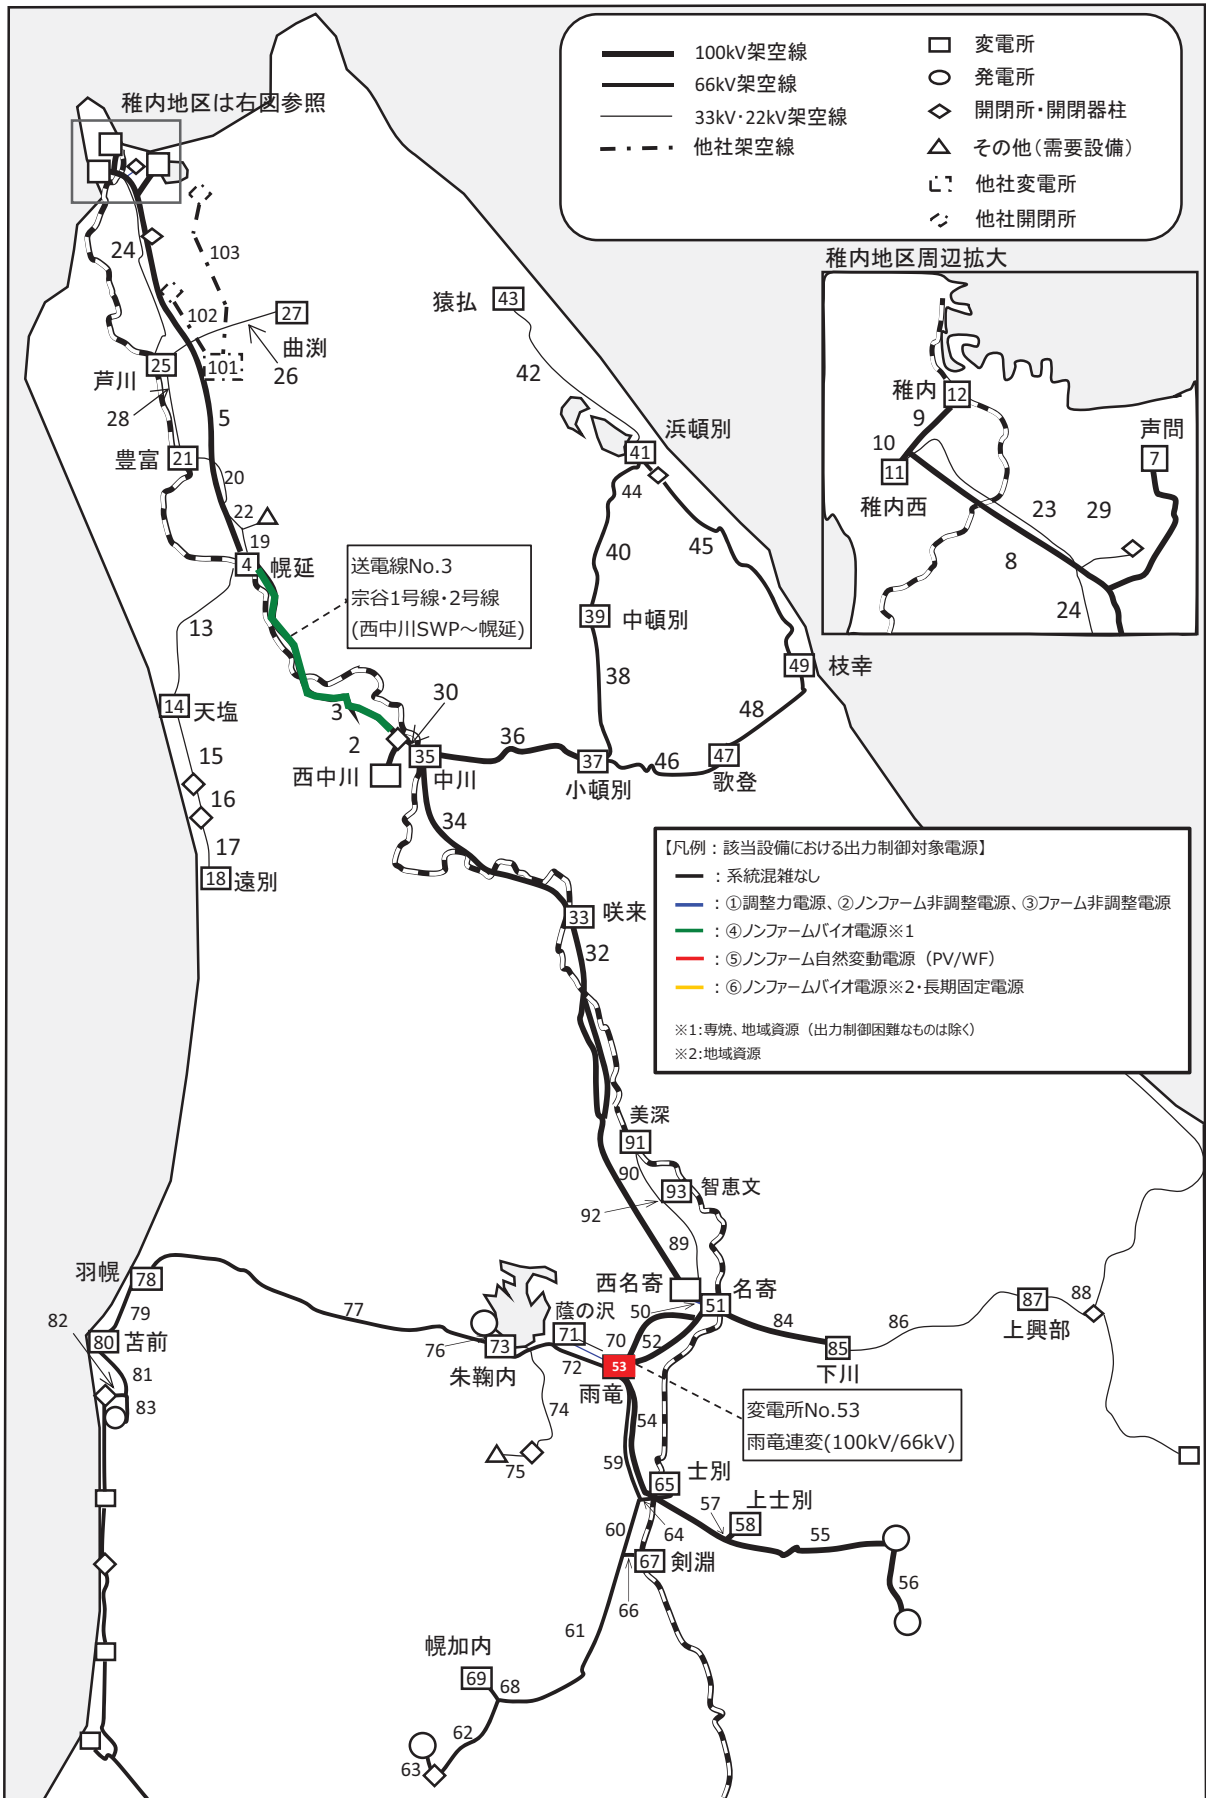 100kV架空線
66kV架空線
33kV・22kV架空線
他社架空線
変電所
発電所
開閉所・開閉器柱
その他(需要設備)
他社変電所
他社開閉所
稚内地区は右図参照
稚内地区周辺拡大
24
103
102
27
曲渕
26
25
芦川
101
28
5
豊富
21
20
22
19
4
幌延
13
14
天塩
15
16
17
18
遠別
猿払
43
42
浜頓別
41
44
40
45
39
中頓別
38
49
枝幸
48
46
47
歌登
36
37
小頓別
稚内
12
9
10
11
稚内西
声問
7
23
29
8
24
送電線No.3
宗谷1号線・2号線
(西中川SWP～幌延)
3
30
2
西中川
35
中川
34
33
咲来
32
【凡例：該当設備における出力制御対象電源】
：系統混雑なし
：①調整力電源、②ノンファーム非調整電源、③ファーム非調整電源
：④ノンファームバイオ電源※1
：⑤ノンファーム自然変動電源（PV/WF）
：⑥ノンファームバイオ電源※2・長期固定電源
※1:専焼、地域資源（出力制御困難なものは除く）
※2:地域資源
美深
91
90
93
智恵文
92
89
西名寄
名寄
50
51
羽幌
78
79
82
80
苫前
81
83
77
76
73
朱鞠内
蔭の沢
71
70
72
52
53
雨竜
84
85
下川
86
87
上興部
88
変電所No.53
雨竜連変(100kV/66kV)
74
75
54
59
士別
65
57
上士別
58
55
56
60
64
67
剣淵
66
61
幌加内
69
68
62
63